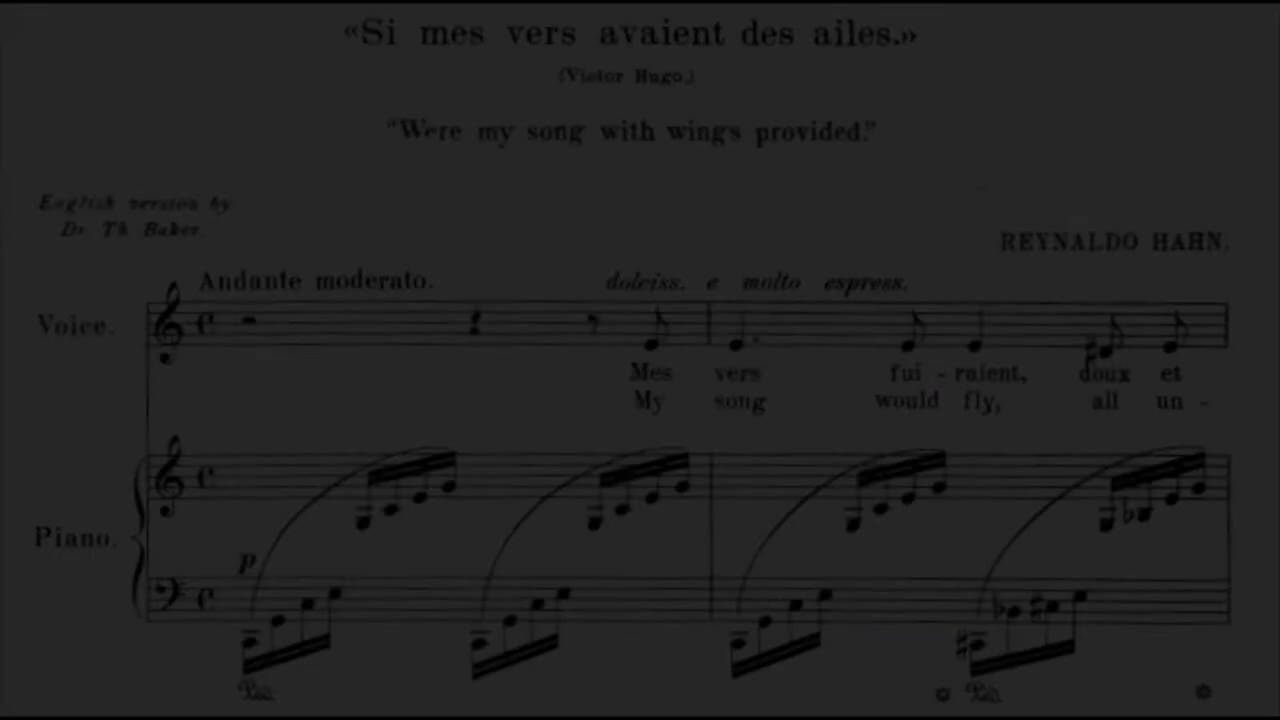 «Si mes vers avaient des ailes.»
(Victor Hugo.)
"Were my song with wings provided."
English version by
Dr. Th. Baker.
REYNALDO HAHN.
Andante moderato.
dolciss. e molto espress.
Voice.
Mes vers fui - raient, doux et
My song would fly, all un -
Piano.
p
Ped. Ped.